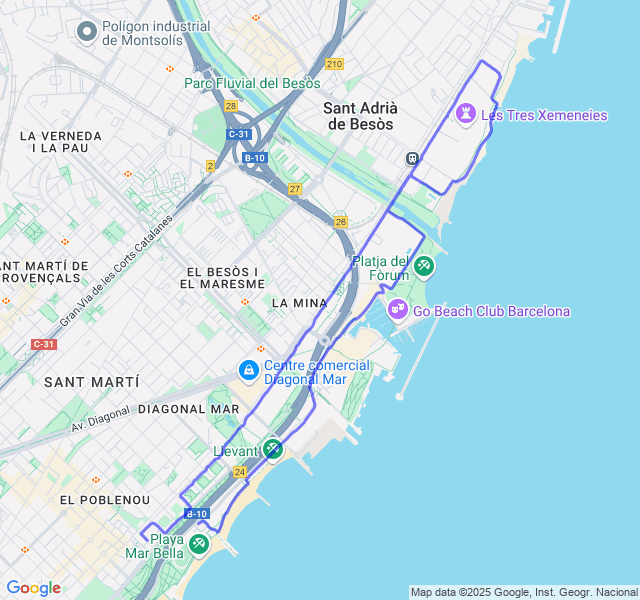 Polígon industrial
de Montsolís
210
Parc Fluvial del Besòs
28
Sant Adrià
de Besòs
Les Tres Xemeneies
C-31
LA VERNEDA
I LA PAU
B-10
2
27
26
Gran Via de les Corts Catalanes
Platja del
Fòrum
ANT MARTÍ DE
ROVENÇALS
EL BESÒS I
EL MARESME
LA MINA
Go Beach Club Barcelona
C-31
Centre comercial
Diagonal Mar
SANT MARTÍ
DIAGONAL MAR
Av. Diagonal
Llevant
24
EL POBLENOU
B-10
Playa
Mar Bella
Google
Map data ©2025 Google, Inst. Geogr. Nacional